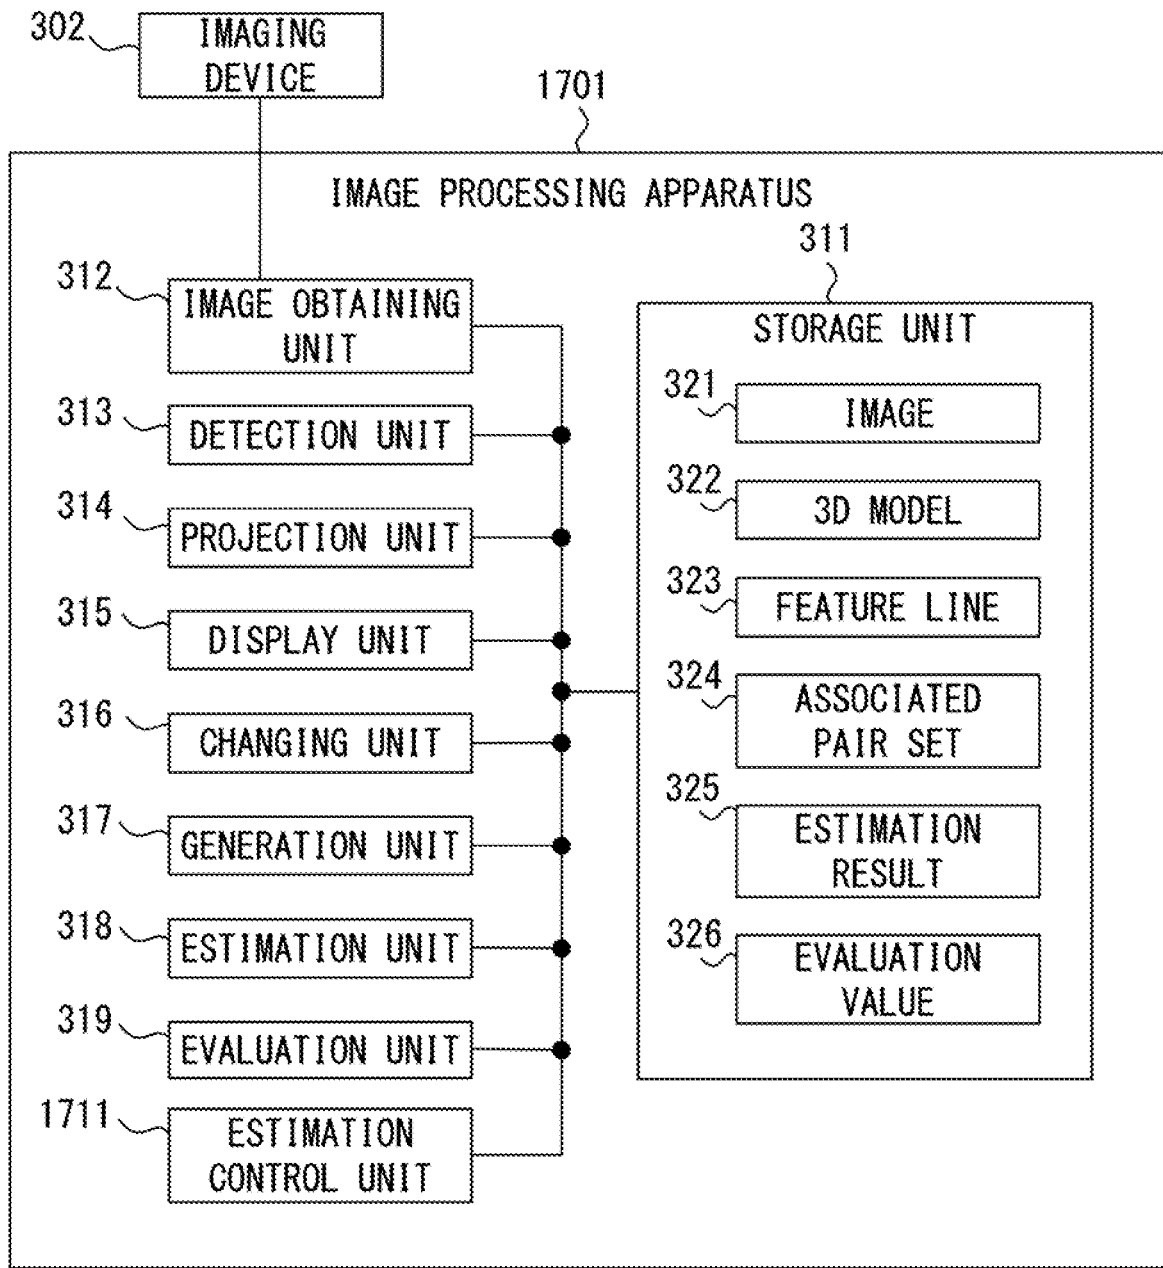 302
IMAGING
DEVICE
1701
IMAGE PROCESSING APPARATUS
312
IMAGE OBTAINING
UNIT
313
DETECTION UNIT
314
PROJECTION UNIT
315
DISPLAY UNIT
316
CHANGING UNIT
317
GENERATION UNIT
318
ESTIMATION UNIT
319
EVALUATION UNIT
1711
ESTIMATION
CONTROL UNIT
311
STORAGE UNIT
321
IMAGE
322
3D MODEL
323
FEATURE LINE
324
ASSOCIATED
PAIR SET
325
ESTIMATION
RESULT
326
EVALUATION
VALUE